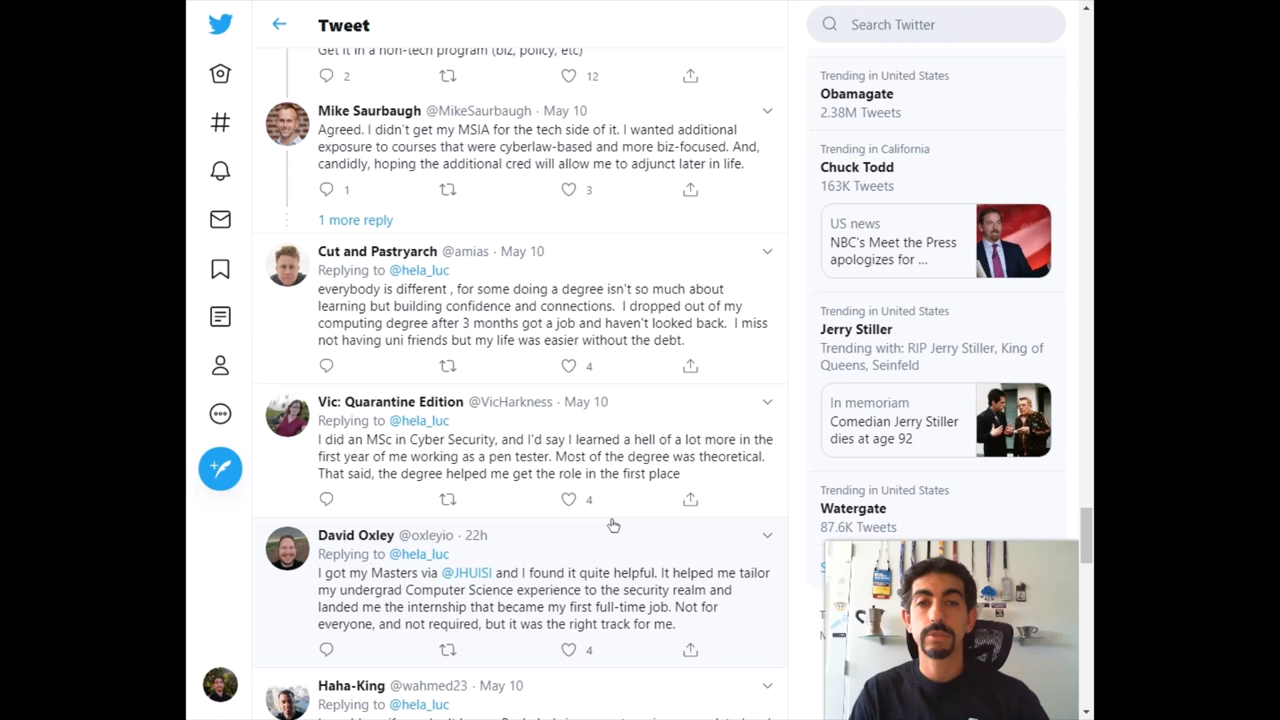 Tweet
Get it in a non-tech program (biz, policy, etc)
2
12
Mike Saurbaugh @MikeSaurbaugh · May 10
Agreed. I didn't get my MSIA for the tech side of it. I wanted additional
exposure to courses that were cyberlaw-based and more biz-focused. And,
candidly, hoping the additional cred will allow me to adjunct later in life.
1
3
1 more reply
Cut and Pastryarch @amias · May 10
Replying to @hela_luc
everybody is different , for some doing a degree isn't so much about
learning but building confidence and connections. I dropped out of my
computing degree after 3 months got a job and haven't looked back. I miss
not having uni friends but my life was easier without the debt.
4
Vic: Quarantine Edition @VicHarkness · May 10
Replying to @hela_luc
I did an MSc in Cyber Security, and I'd say I learned a hell of a lot more in the
first year of me working as a pen tester. Most of the degree was theoretical.
That said, the degree helped me get the role in the first place
4
David Oxley @oxleyio · 22h
Replying to @hela_luc
I got my Masters via @JHUISI and I found it quite helpful. It helped me tailor
my undergrad Computer Science experience to the security realm and
landed me the internship that became my first full-time job. Not for
everyone, and not required, but it was the right track for me.
4
Haha-King @wahmed23 · May 10
Replying to @hela_luc
Search Twitter
Trending in United States
Obamagate
2.38M Tweets
Trending in California
Chuck Todd
163K Tweets
US news
NBC's Meet the Press
apologizes for ...
Trending in United States
Jerry Stiller
Trending with: RIP Jerry Stiller, King of
Queens, Seinfeld
In memoriam
Comedian Jerry Stiller
dies at age 92
Trending in United States
Watergate
87.6K Tweets